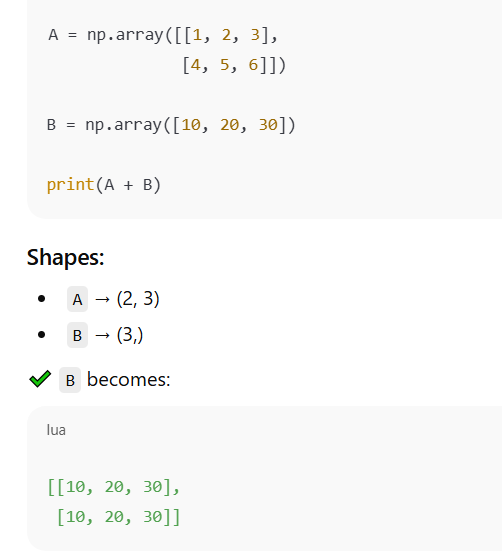 A = np.array([[1, 2, 3],
              [4, 5, 6]])
B = np.array([10, 20, 30])
print(A + B)
Shapes:
• A → (2, 3)
• B → (3,)
✔ B becomes:
lua
[[10, 20, 30],
 [10, 20, 30]]